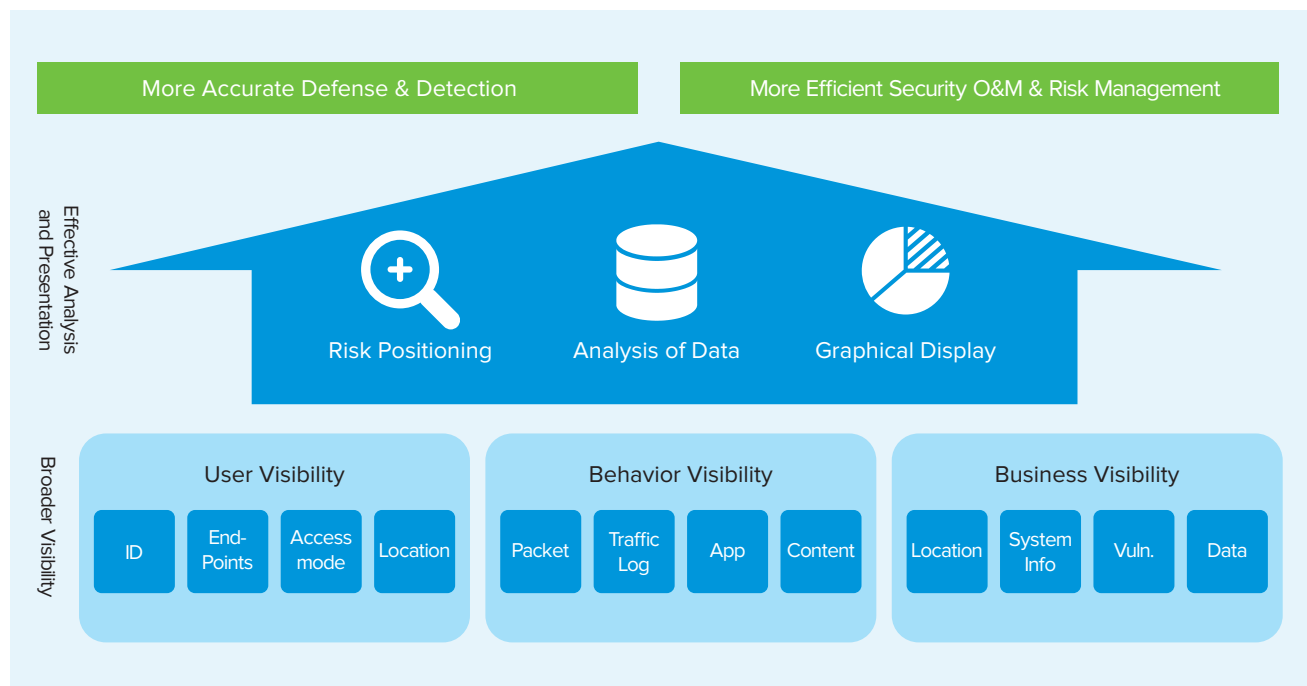 More Accurate Defense & Detection
More Efficient Security O&M & Risk Management
Effective Analysis
and Presentation
Risk Positioning
Analysis of Data
Graphical Display
Broader Visibility
User Visibility
ID
End-
Points
Access
mode
Location
Behavior Visibility
Packet
Traffic
Log
App
Content
Business Visibility
Location
System
Info
Vuln.
Data